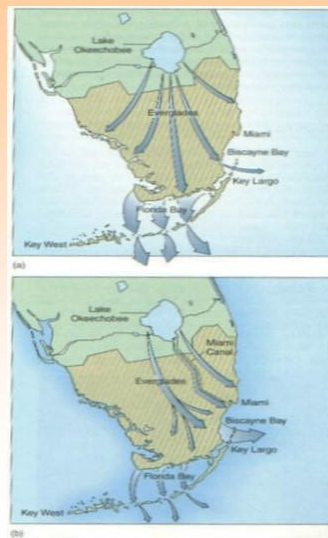 Lake
Okeechobee
Everglades
Miami
Biscayne Bay
Key Largo
Florida Bay
Key West
(a)
Lake
Okeechobee
Miami
Canal
Everglades
Miami
Biscayne Bay
Key Largo
Florida Bay
Key West
(b)